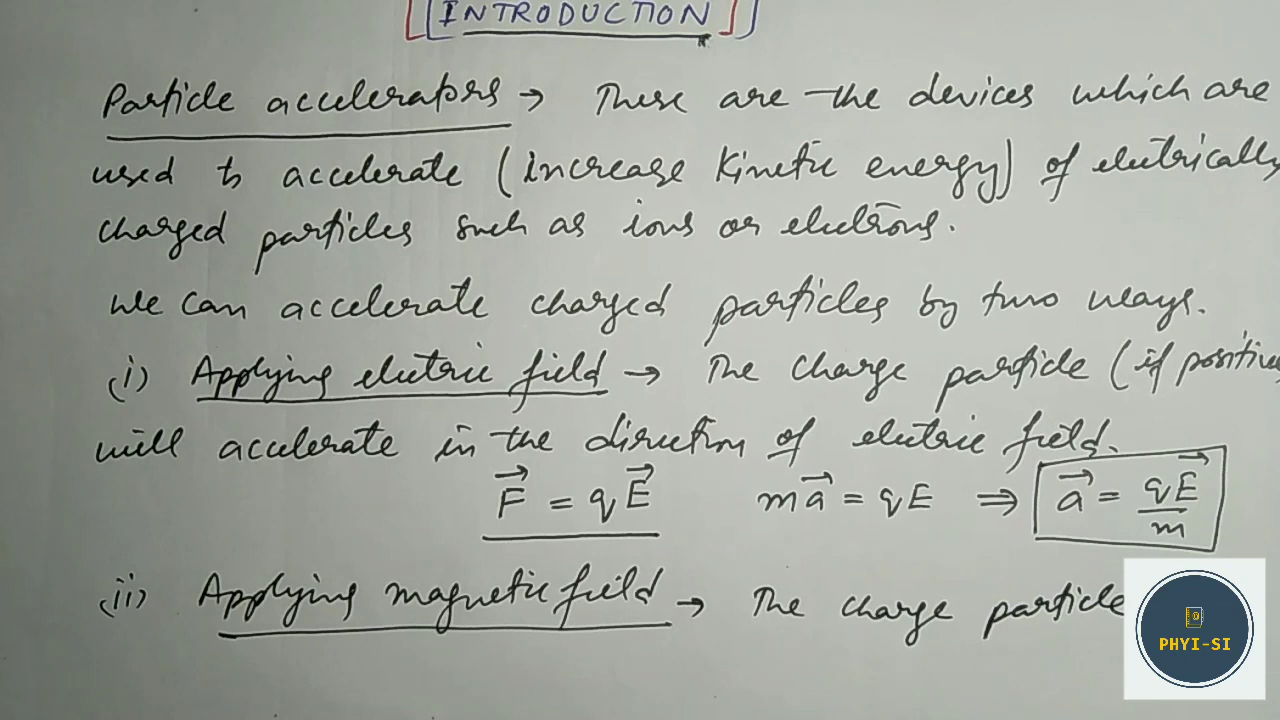 [[INTRODUCTION]]
Particle accelerators → These are the devices which are
used to accelerate (increase Kinetic energy) of electrically
charged particles such as ions or electrons.
We can accelerate charged particles by two ways.
(i) Applying electric field → The charge particle (if positive
will accelerate in the direction of electric field.
F⃗ = qE⃗ ma⃗ = qE ⇒ a⃗ = qE⃗/m
(ii) Applying magnetic field → The charge particle
PHYI-SI